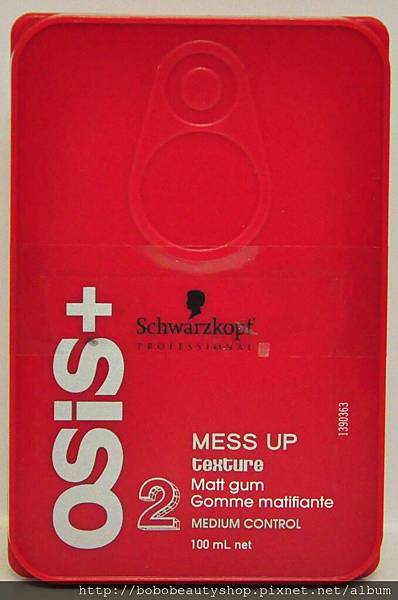 Schwarzkopf
PROFESSIONAL
osis+
MESS UP
texture
2
Matt gum
Gomme matifiante
MEDIUM CONTROL
100 mL net
1390363
http://bobobeautyshop.pixnet.net/album